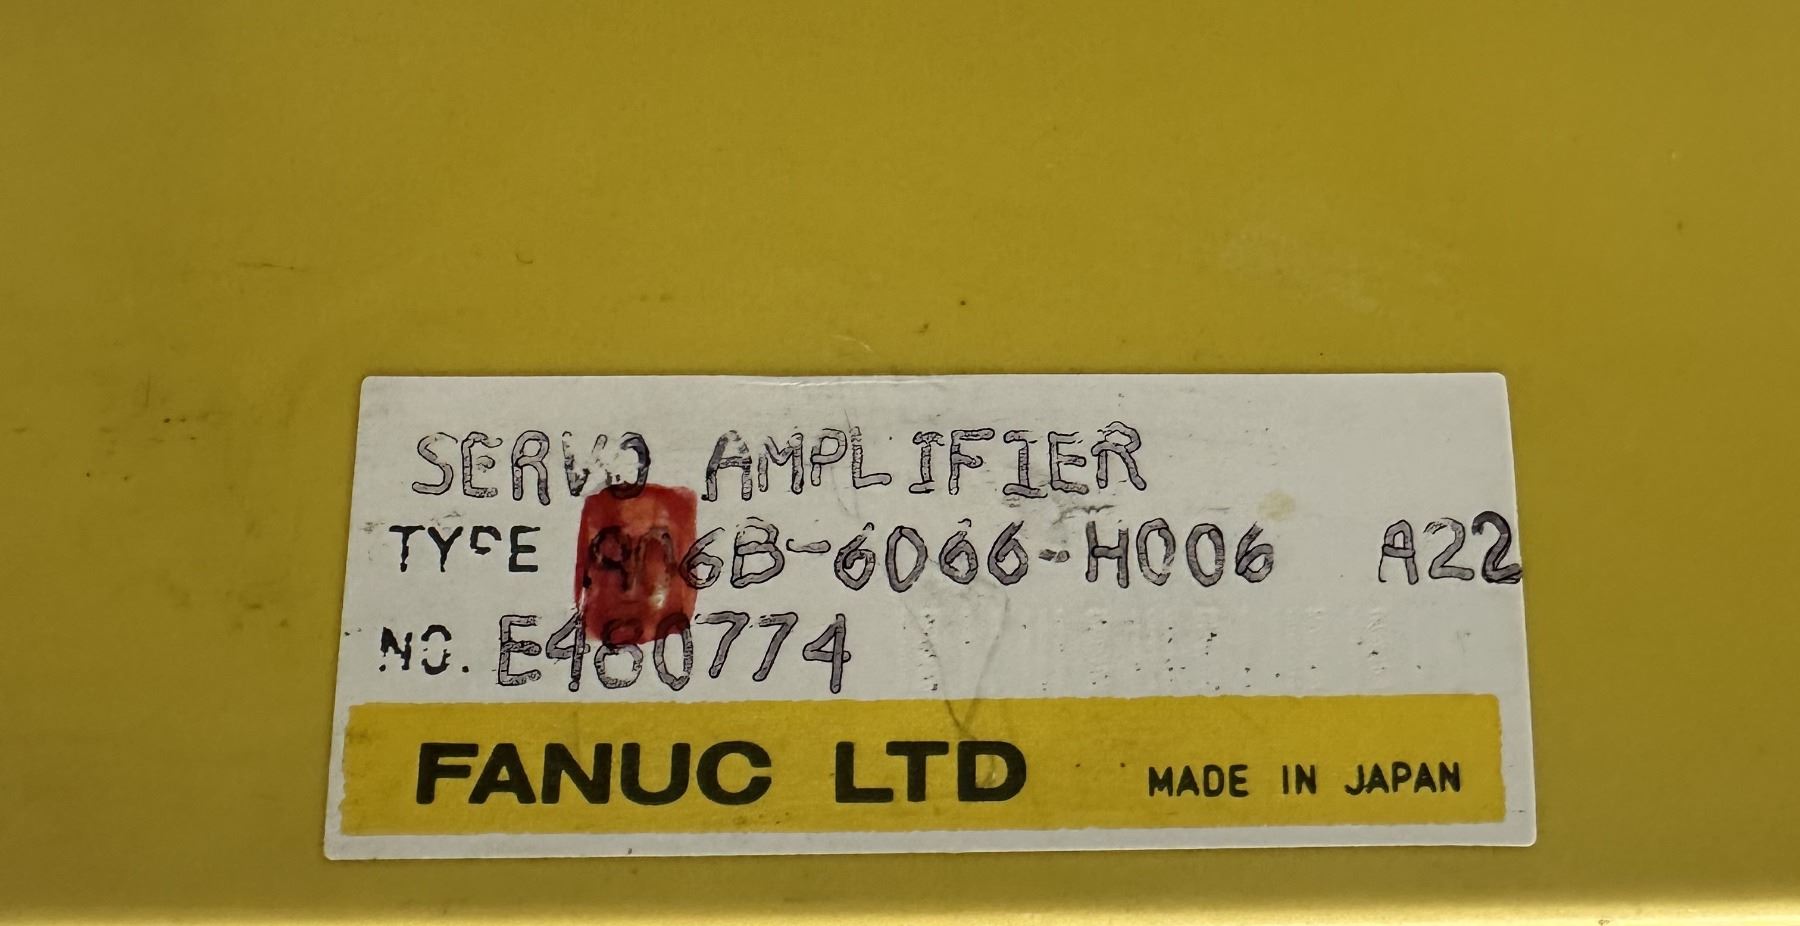 SERVO AMPLIFIER
TYPE A06B-6066-H006 A22
NO. E480774
FANUC LTD MADE IN JAPAN